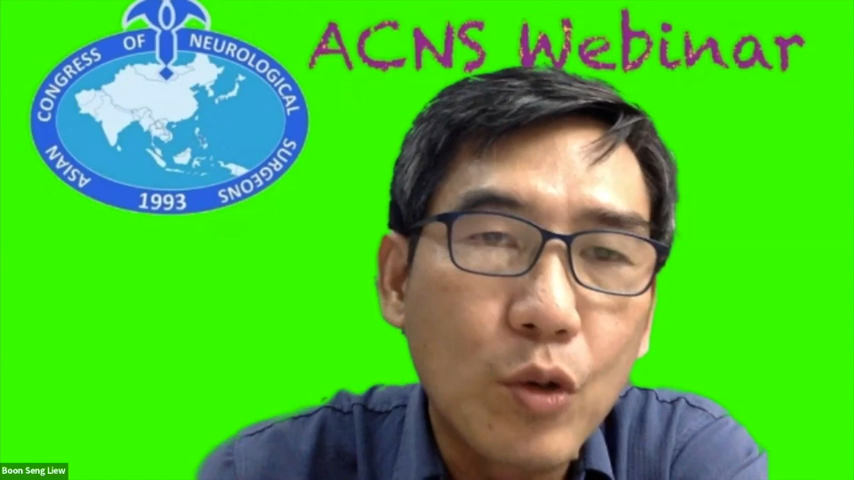 ACNS Webinar
ASIAN CONGRESS OF NEUROLOGICAL SURGEONS
1993
Boon Seng Liew